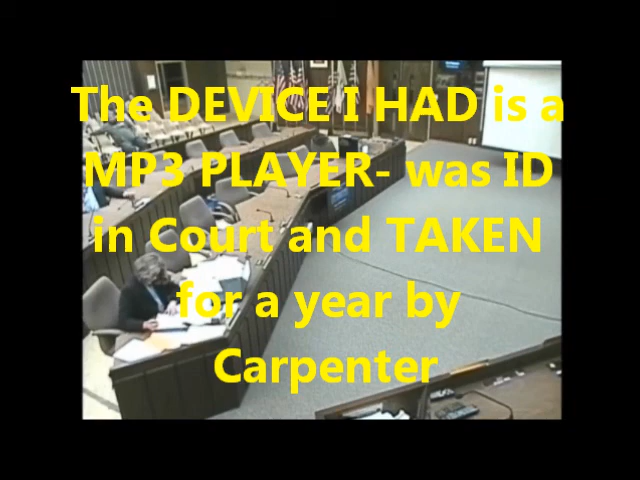 The DEVICE I HAD is a
MP3 PLAYER- was ID
in Court and TAKEN
for a year by
Carpenter